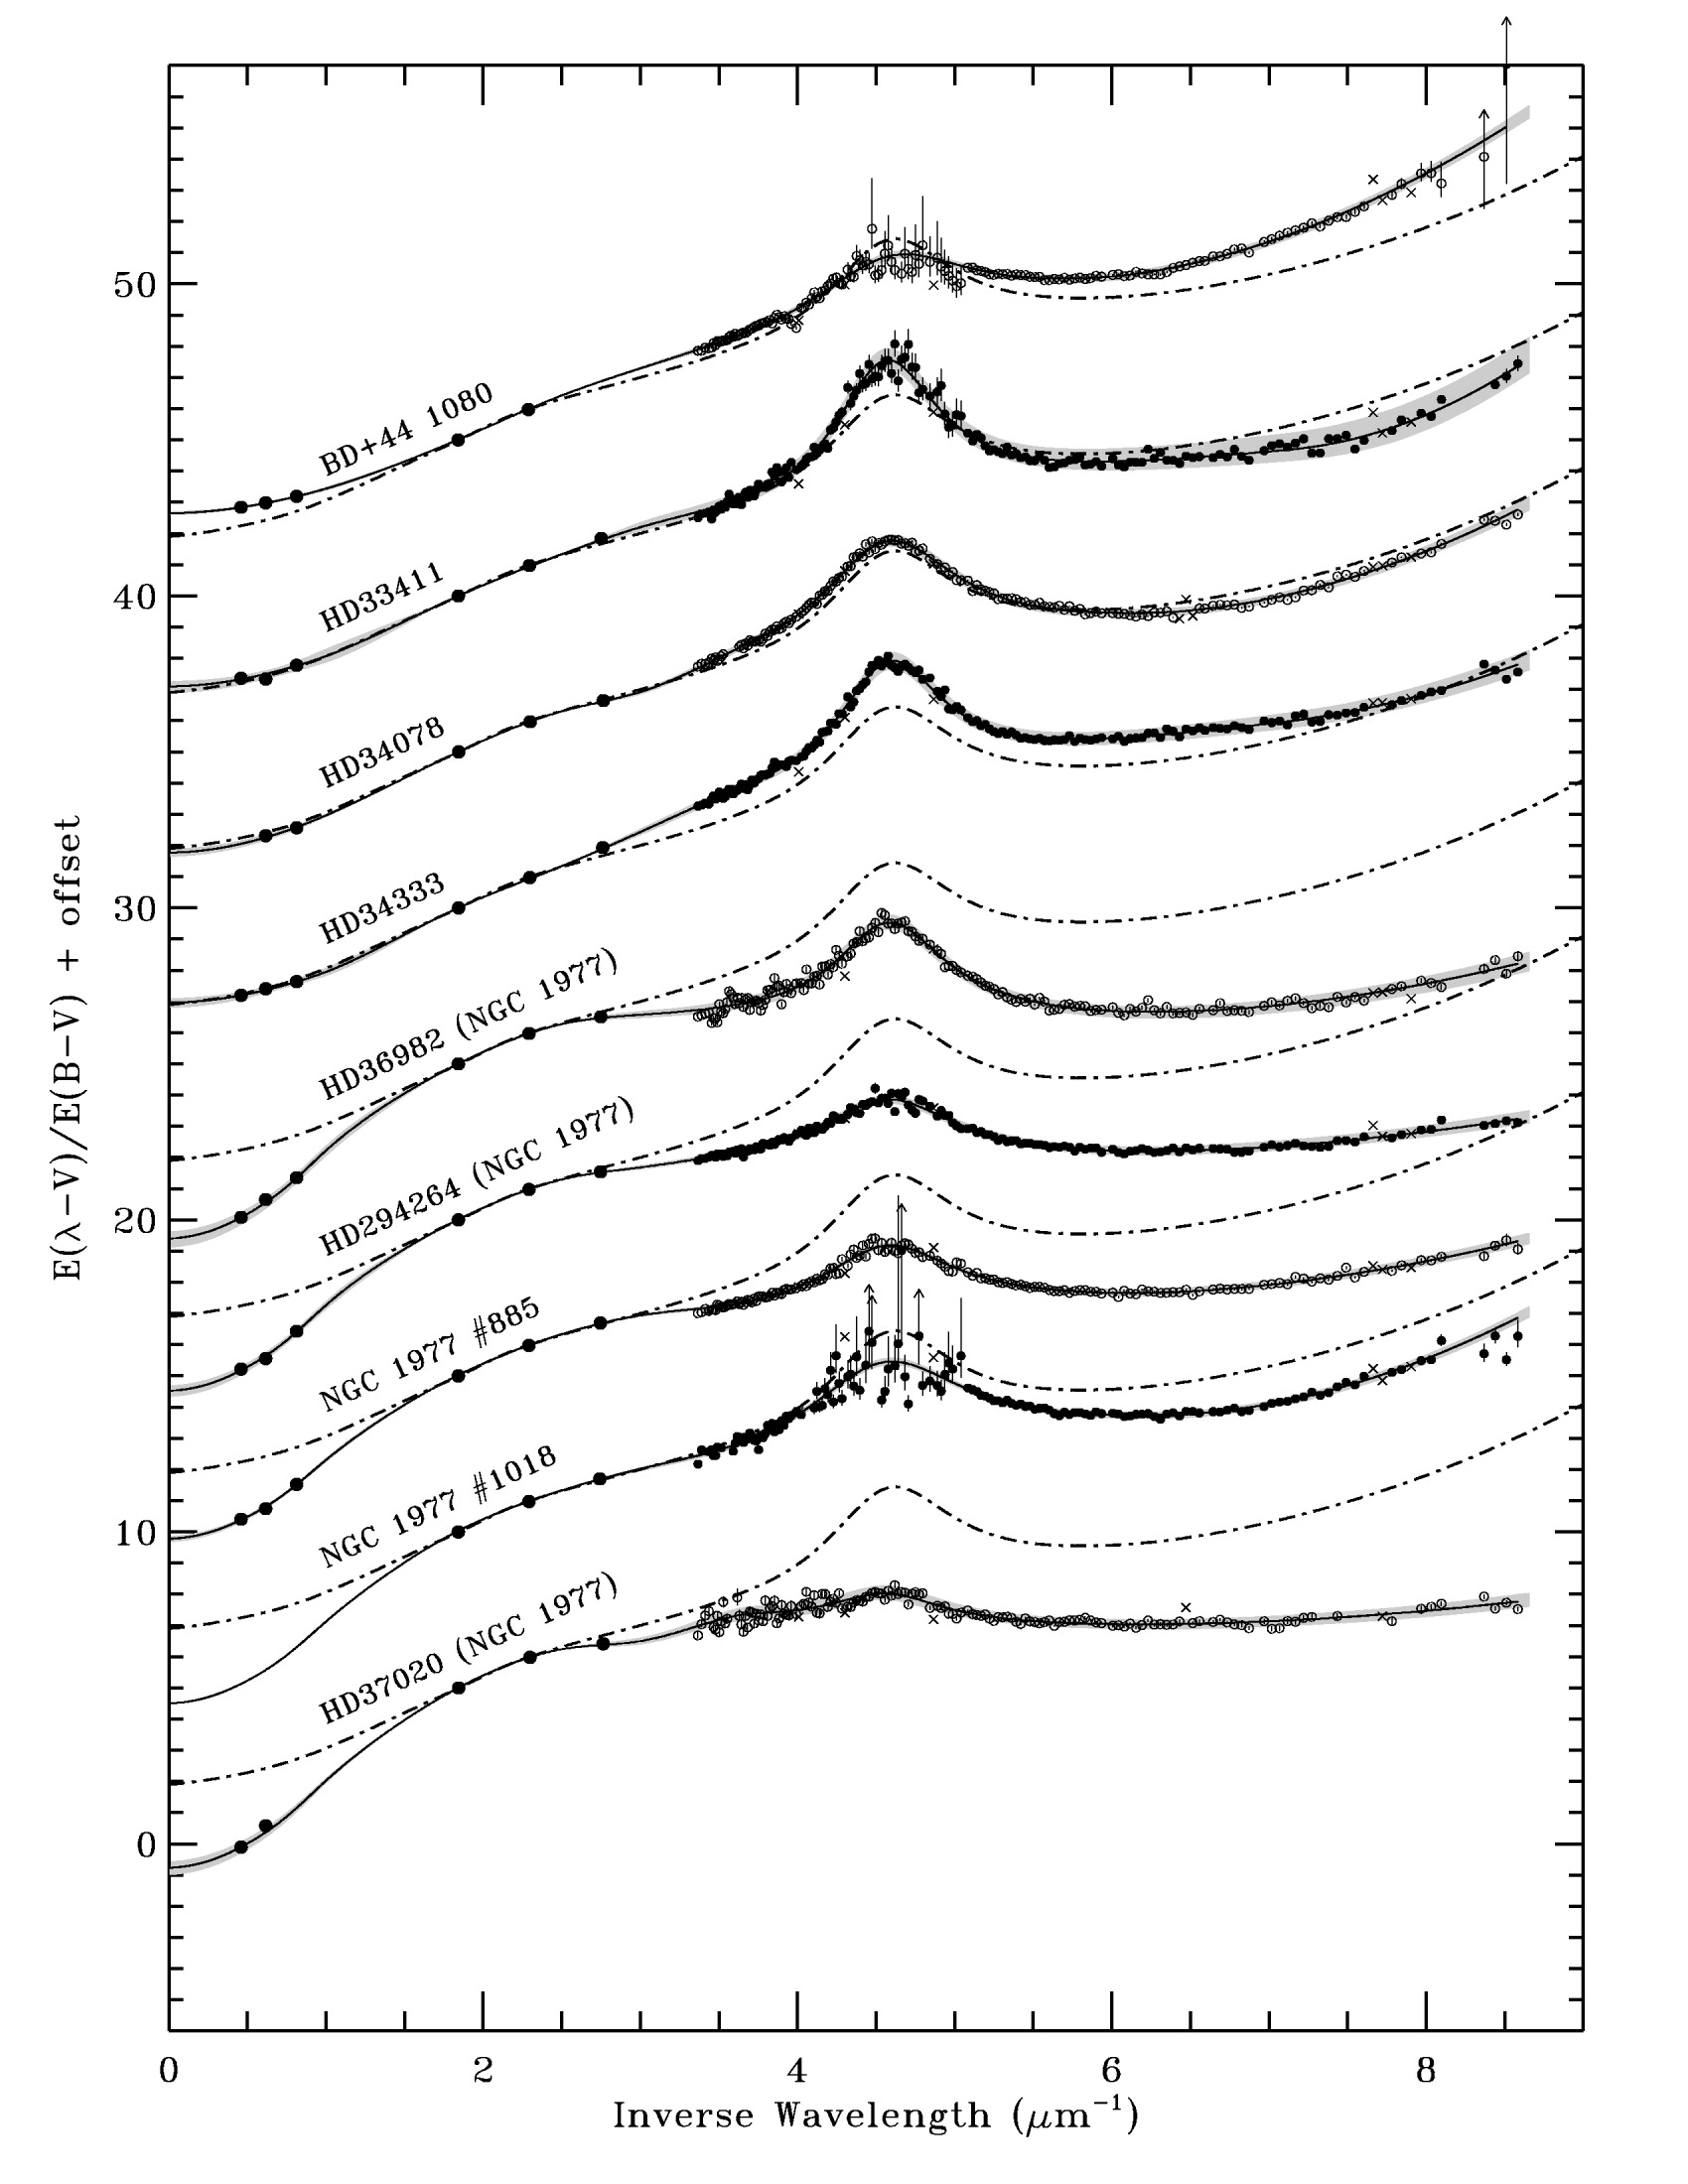 50
BD+44 1080
HD33411
40
HD34078
HD34333
30
HD36982 (NGC 1977)
HD294264 (NGC 1977)
20
NGC 1977 #885
NGC 1977 #1018
10
HD37020 (NGC 1977)
0
E(λ−V)/E(B−V) + offset
0 2 4 6 8
Inverse Wavelength (μm⁻¹)